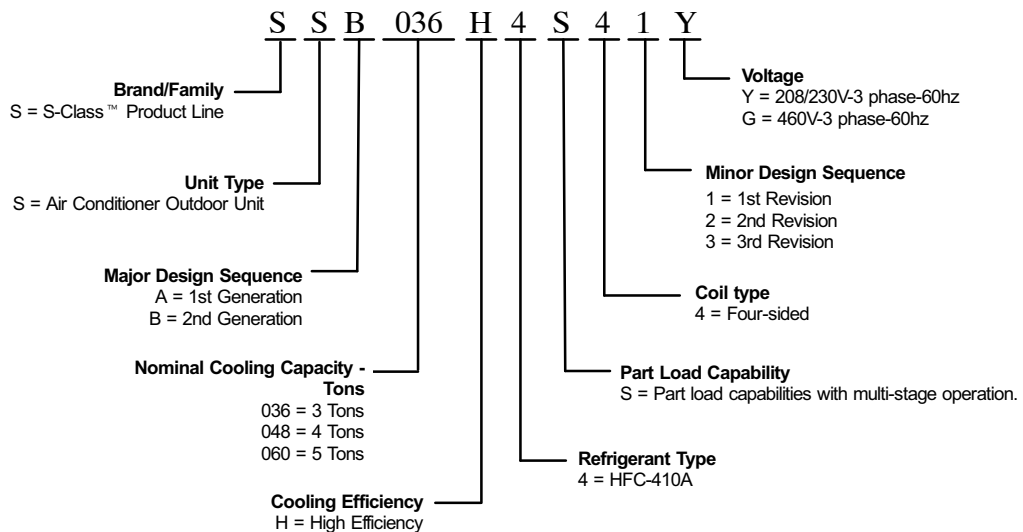 S S B 036 H 4 S 4 1 Y
Brand/Family
S = S-Class™ Product Line
Unit Type
S = Air Conditioner Outdoor Unit
Major Design Sequence
A = 1st Generation
B = 2nd Generation
Nominal Cooling Capacity -
Tons
036 = 3 Tons
048 = 4 Tons
060 = 5 Tons
Cooling Efficiency
H = High Efficiency
Voltage
Y = 208/230V-3 phase-60hz
G = 460V-3 phase-60hz
Minor Design Sequence
1 = 1st Revision
2 = 2nd Revision
3 = 3rd Revision
Coil type
4 = Four-sided
Part Load Capability
S = Part load capabilities with multi-stage operation.
Refrigerant Type
4 = HFC-410A